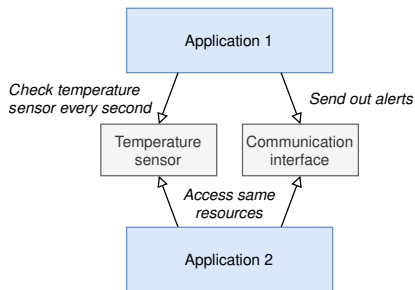 Application 1
Check temperature
sensor every second
Send out alerts
Temperature
sensor
Communication
interface
Access same
resources
Application 2